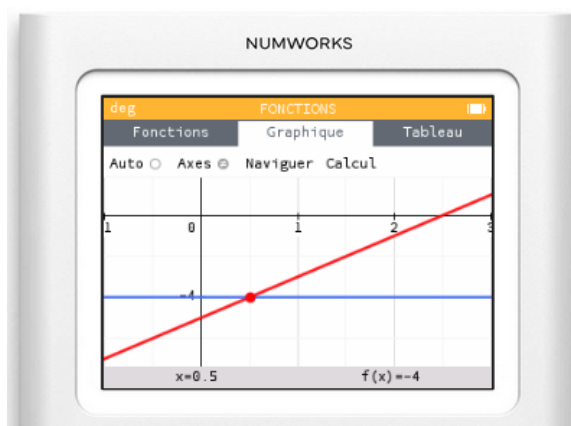 NUMWORKS
deg FONCTIONS
Fonctions Graphique Tableau
Auto Axes Naviguer Calcul
1 0 1 2 3
-4
x=0.5 f(x)=-4